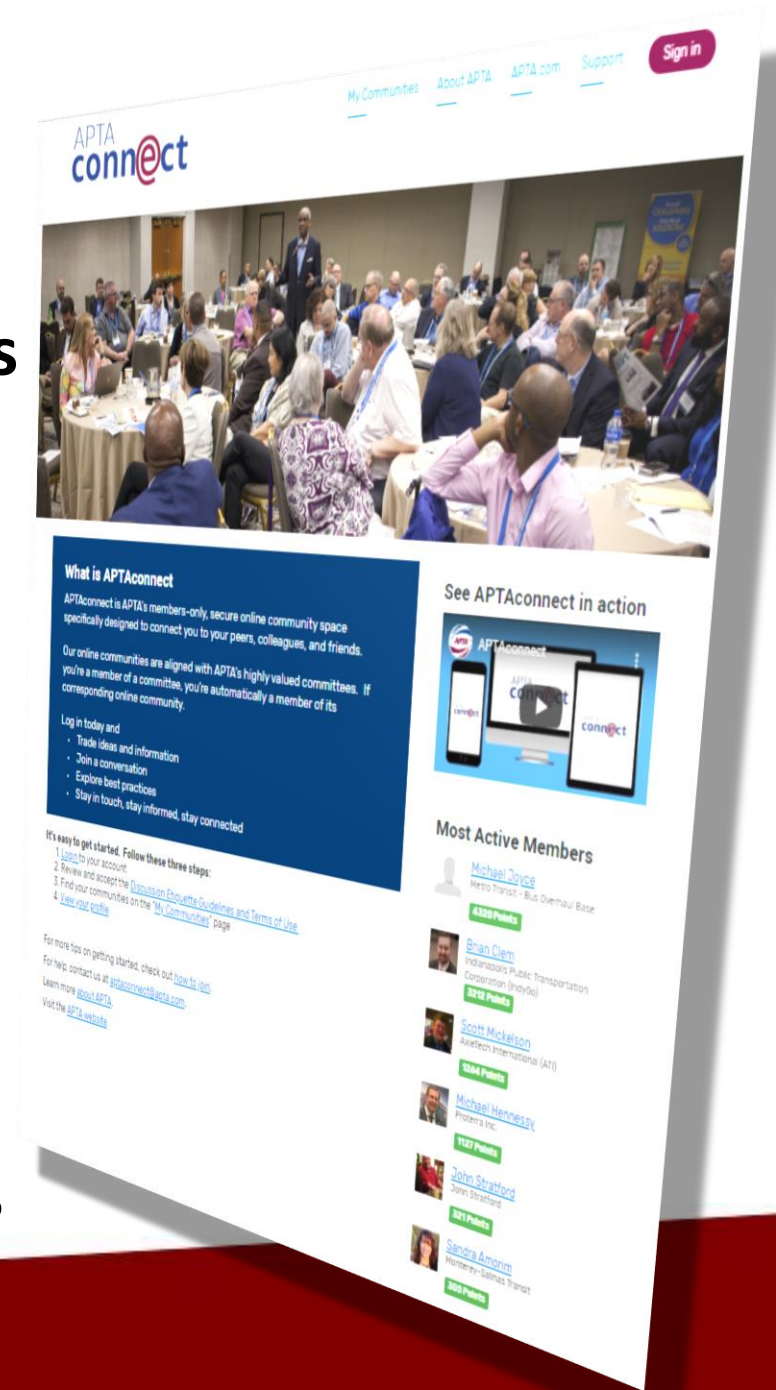 My Communities About APTA APTA.com Support Sign in
APTA
conn@ct
s
What is APTAconnect
APTAconnect is APTA's members-only, secure online community space
specifically designed to connect you to your peers, colleagues, and friends.
Our online communities are aligned with APTA's highly valued committees. If
you're a mamber of a committee, you're automatically a member of its
corresponding online community.
Log in today and
• Trade ideas and information
• Join a conversation
• Explore best practices
• Stay in touch, stay informed, stay connected
It's easy to get started. Follow these three steps:
1. Login to your account
2. Review and accept the Discussion Etiquette Guidelines and Terms of Use
3. Find your communities on the "My Communities" page
4. View your profile
For more tips on getting started, check out how to join.
For help, contact us at aptaconnect@apta.com.
Learn more about APTA.
Visit the APTA website.
See APTAconnect in action
APTA APTAconnect
APTA
conn@ct
conn@ct
conn@ct
Most Active Members
Michael Joyce
Metro Transit - Bus Overhaul Base
4320 Points
Brian Clem
Indianapolis Public Transportation
Corporation (IndyGo)
3212 Points
Scott Mickelson
AxleTech International (ATI)
1264 Points
Michael Hennessy
Proterra Inc.
1127 Points
John Stratford
John Stratford
321 Points
Sandra Amorim
Monterey-Salinas Transit
305 Points